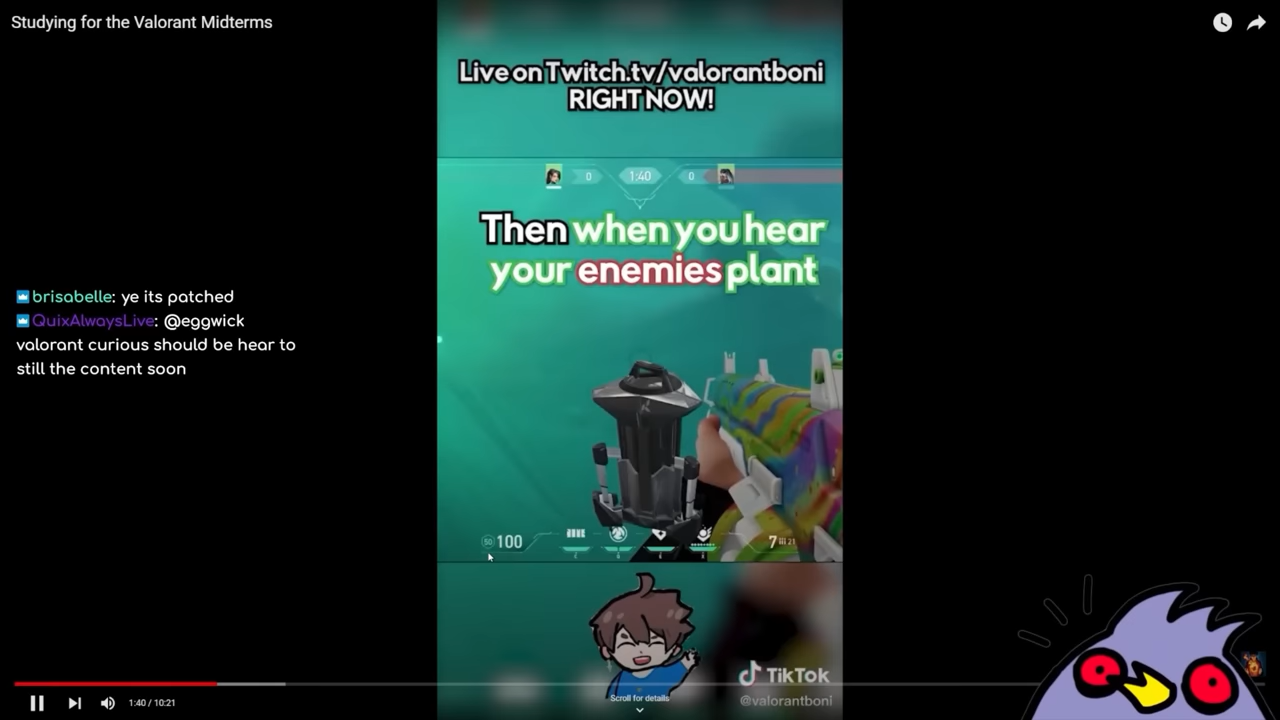 Studying for the Valorant Midterms
Live on Twitch.tv/valorantboni
RIGHT NOW!
0
1:40
0
Then when you hear
your enemies plant
brisabelle: ye its patched
QuixAlwaysLive: @eggwick
valorant curious should be hear to
still the content soon
50 100
7 21
TikTok
@valorantboni
Scroll for details
1:40 / 10:21